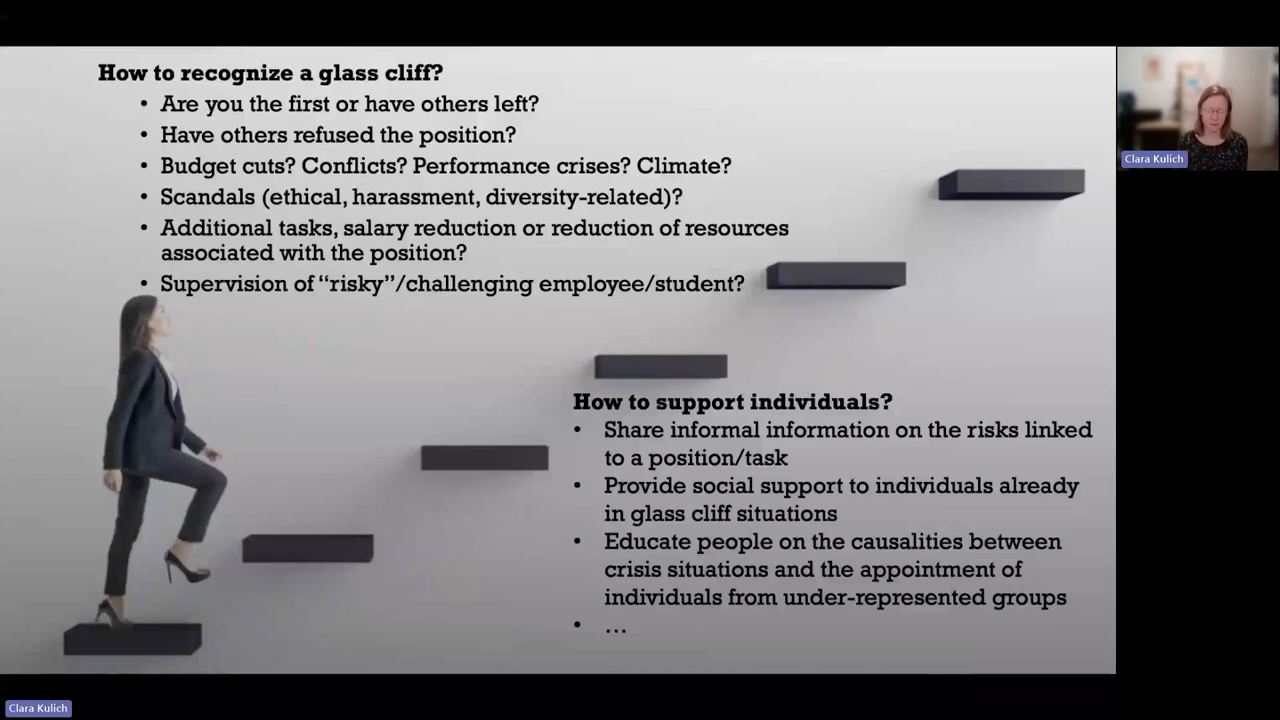 How to recognize a glass cliff?
• Are you the first or have others left?
• Have others refused the position?
• Budget cuts? Conflicts? Performance crises? Climate?
• Scandals (ethical, harassment, diversity-related)?
• Additional tasks, salary reduction or reduction of resources
associated with the position?
• Supervision of “risky”/challenging employee/student?
How to support individuals?
• Share informal information on the risks linked
to a position/task
• Provide social support to individuals already
in glass cliff situations
• Educate people on the causalities between
crisis situations and the appointment of
individuals from under-represented groups
• …
Clara Kulich
Clara Kulich